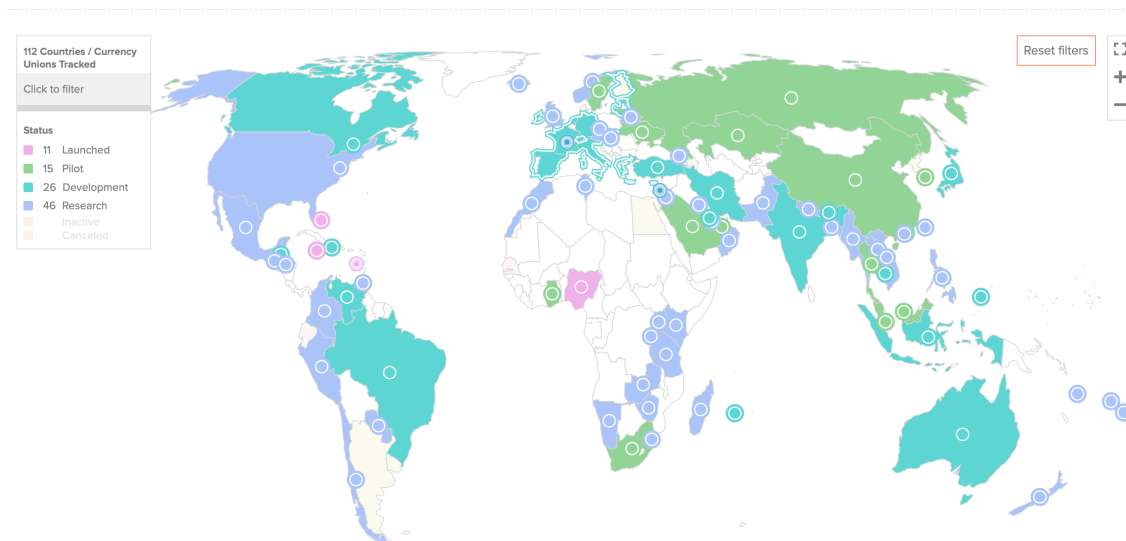 Reset filters
112 Countries / Currency
Unions Tracked
Click to filter
Status
11 Launched
15 Pilot
26 Development
46 Research
Inactive
Canceled